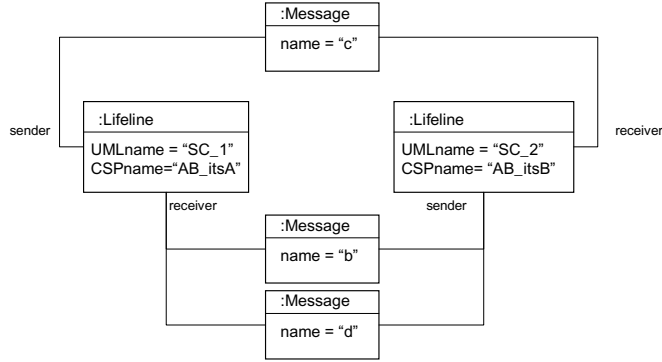 :Message
name = “c”
sender
receiver
:Lifeline
UMLname = “SC_1”
CSPname=“AB_itsA”
:Lifeline
UMLname = “SC_2”
CSPname= “AB_itsB”
receiver
sender
:Message
name = “b”
:Message
name = “d”